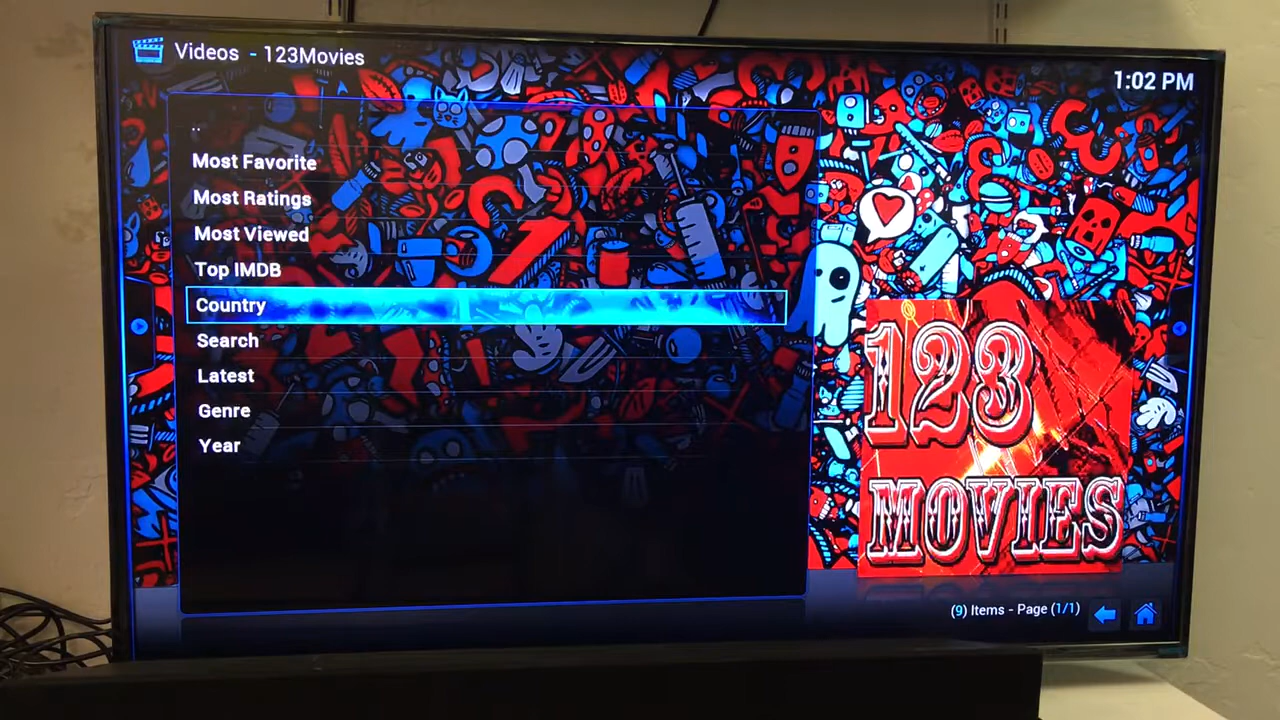 Videos - 123Movies
1:02 PM
..
Most Favorite
Most Ratings
Most Viewed
Top IMDB
Country
Search
Latest
Genre
Year
123
MOVIES
(9) Items - Page (1/1)